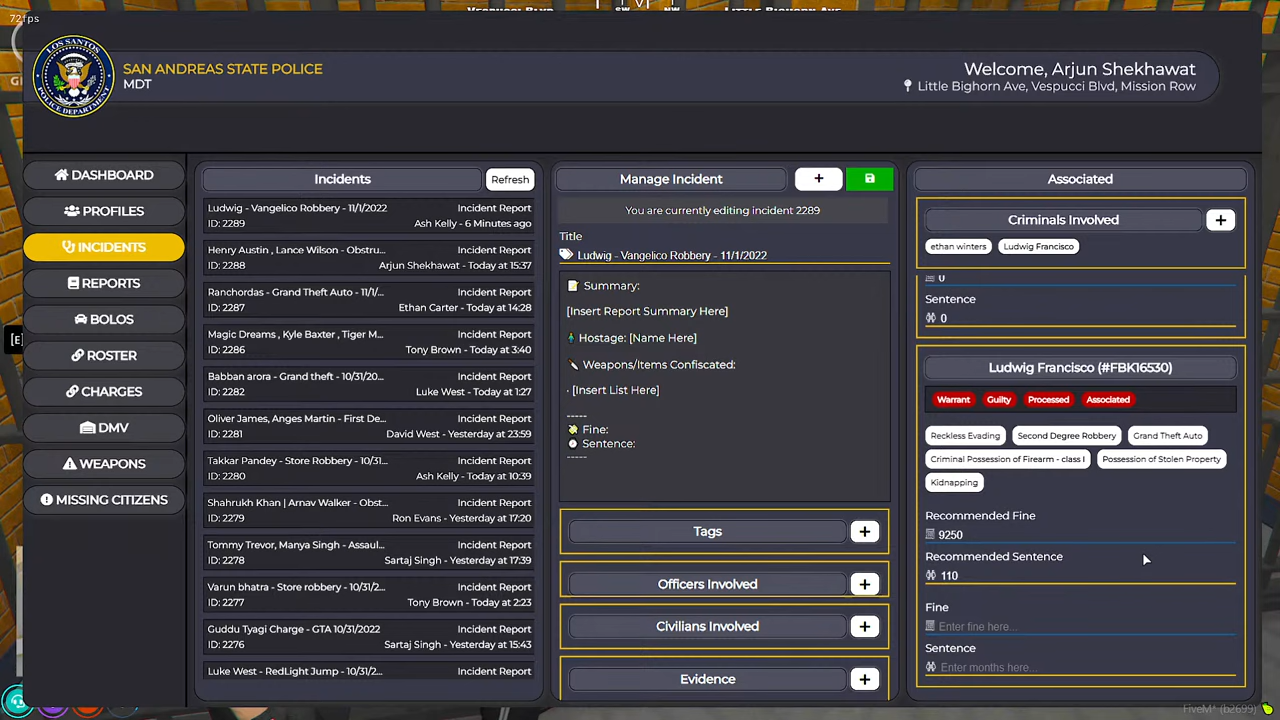 72fps
VESPUCCI BLVD
SW
NW
LITTLE BIGHORN AVE
LOS SANTOS
POLICE DEPARTMENT
SAN ANDREAS STATE POLICE
MDT
Welcome, Arjun Shekhawat
Little Bighorn Ave, Vespucci Blvd, Mission Row
DASHBOARD
PROFILES
INCIDENTS
REPORTS
BOLOS
ROSTER
CHARGES
DMV
WEAPONS
MISSING CITIZENS
[E]
Incidents
Refresh
Ludwig - Vangelico Robbery - 11/1/2022
Incident Report
ID: 2289
Ash Kelly - 6 Minutes ago
Henry Austin , Lance Wilson - Obstru...
Incident Report
ID: 2288
Arjun Shekhawat - Today at 15:37
Ranchordas - Grand Theft Auto - 11/1/...
Incident Report
ID: 2287
Ethan Carter - Today at 14:28
Magic Dreams , Kyle Baxter , Tiger M...
Incident Report
ID: 2286
Tony Brown - Today at 3:40
Babban arora - Grand theft - 10/31/20...
Incident Report
ID: 2282
Luke West - Today at 1:27
Oliver James, Anges Martin - First De...
Incident Report
ID: 2281
David West - Yesterday at 23:59
Takkar Pandey - Store Robbery - 10/31...
Incident Report
ID: 2280
Ash Kelly - Today at 10:39
Shahrukh Khan | Arnav Walker - Obst...
Incident Report
ID: 2279
Ron Evans - Yesterday at 17:20
Tommy Trevor, Manya Singh - Assaul...
Incident Report
ID: 2278
Sartaj Singh - Yesterday at 17:39
Varun bhatra - Store robbery - 10/31/2...
Incident Report
ID: 2277
Tony Brown - Today at 2:23
Guddu Tyagi Charge - GTA 10/31/2022
Incident Report
ID: 2276
Sartaj Singh - Yesterday at 15:43
Luke West - RedLight Jump - 10/31/2...
Incident Report
Manage Incident
+
You are currently editing incident 2289
Title
Ludwig - Vangelico Robbery - 11/1/2022
Summary:
[Insert Report Summary Here]
Hostage: [Name Here]
Weapons/Items Confiscated:
· [Insert List Here]
-----
Fine:
Sentence:
-----
Tags
+
Officers Involved
+
Civilians Involved
+
Evidence
+
Associated
Criminals Involved
+
ethan winters
Ludwig Francisco
0
Sentence
0
Ludwig Francisco (#FBK16530)
Warrant Guilty Processed Associated
Reckless Evading Second Degree Robbery Grand Theft Auto
Criminal Possession of Firearm - class I Possession of Stolen Property
Kidnapping
Recommended Fine
9250
Recommended Sentence
110
Fine
Enter fine here...
Sentence
Enter months here...
FiveM* (b2699)